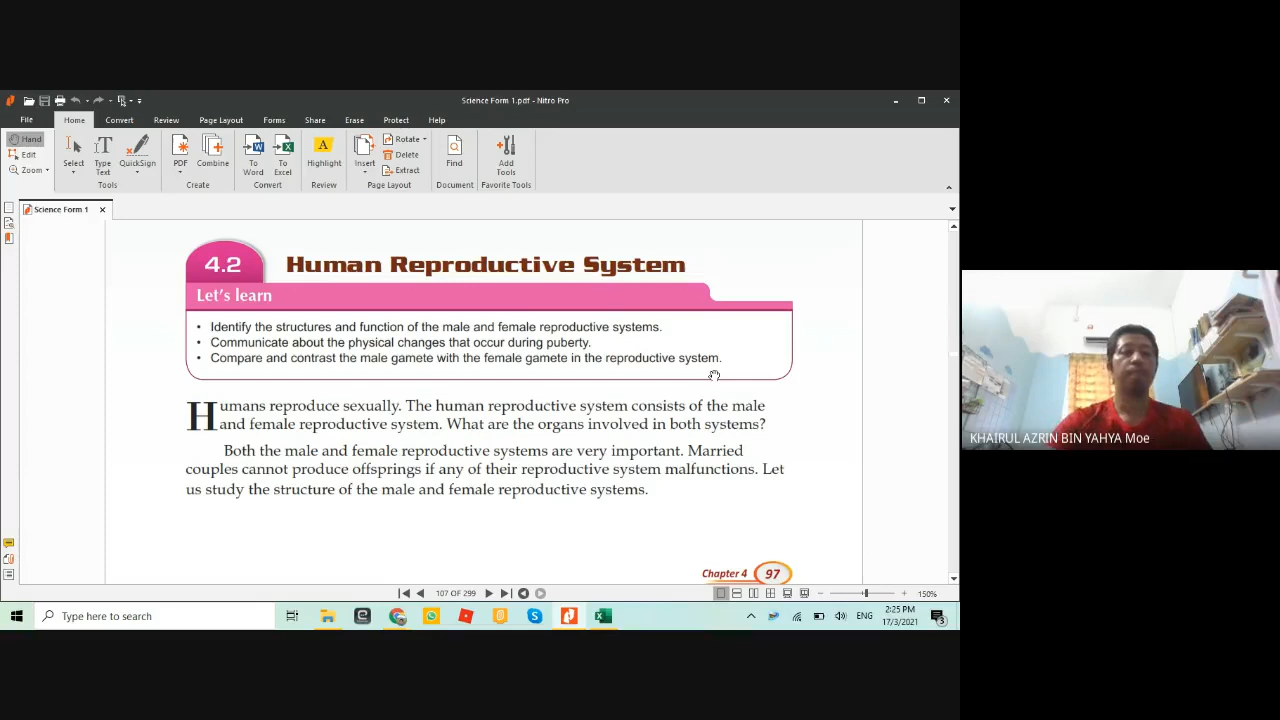 Science Form 1.pdf - Nitro Pro
File Home Convert Review Page Layout Forms Share Erase Protect Help
Hand
Edit
Zoom
Select
Type Text
QuickSign
PDF
Combine
To Word
To Excel
Highlight
Insert
Rotate
Delete
Extract
Find
Add Tools
Tools Create Convert Review Page Layout Document Favorite Tools
Science Form 1
4.2 Human Reproductive System
Let's learn
• Identify the structures and function of the male and female reproductive systems.
• Communicate about the physical changes that occur during puberty.
• Compare and contrast the male gamete with the female gamete in the reproductive system.
Humans reproduce sexually. The human reproductive system consists of the male
and female reproductive system. What are the organs involved in both systems?
Both the male and female reproductive systems are very important. Married
couples cannot produce offsprings if any of their reproductive system malfunctions. Let
us study the structure of the male and female reproductive systems.
Chapter 4 97
107 OF 299
150%
Type here to search
ENG
2:25 PM
17/3/2021
3
KHAIRUL AZRIN BIN YAHYA Moe